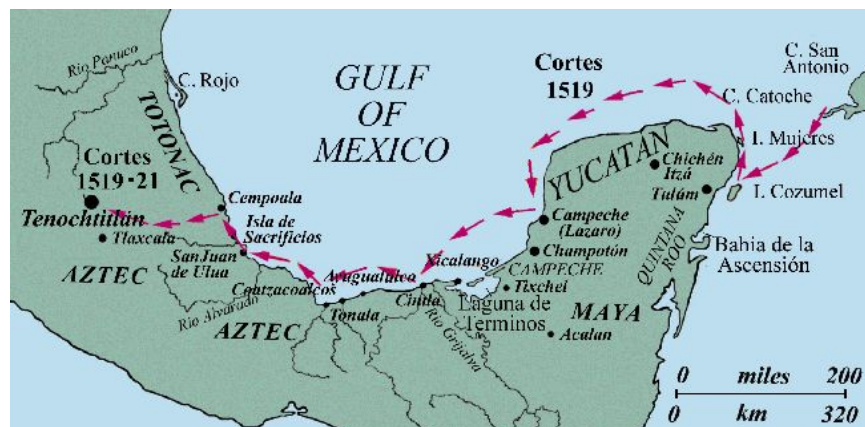 Rio Panuco
C. Rojo
TOTONAC
GULF
OF
MEXICO
Cortes
1519
C. San
Antonio
C. Catoche
I. Mujeres
I. Cozumel
YUCATAN
Chichén
Itzá
Tulúm
Cortes
1519-21
Tenochtitlán
Tlaxcala
Cempoala
Isla de
Sacrificios
San Juan
de Ulua
AZTEC
Rio Alvarado
AZTEC
Coatzacoalcos
Tonala
Cintla
Rio Grijalva
Xicalango
Campeche
(Lazaro)
Champotón
CAMPECHE
Tixchel
Laguna de
Terminos
MAYA
Acalan
QUINTANA
ROO
Bahia de la
Ascensión
0 miles 200
0 km 320